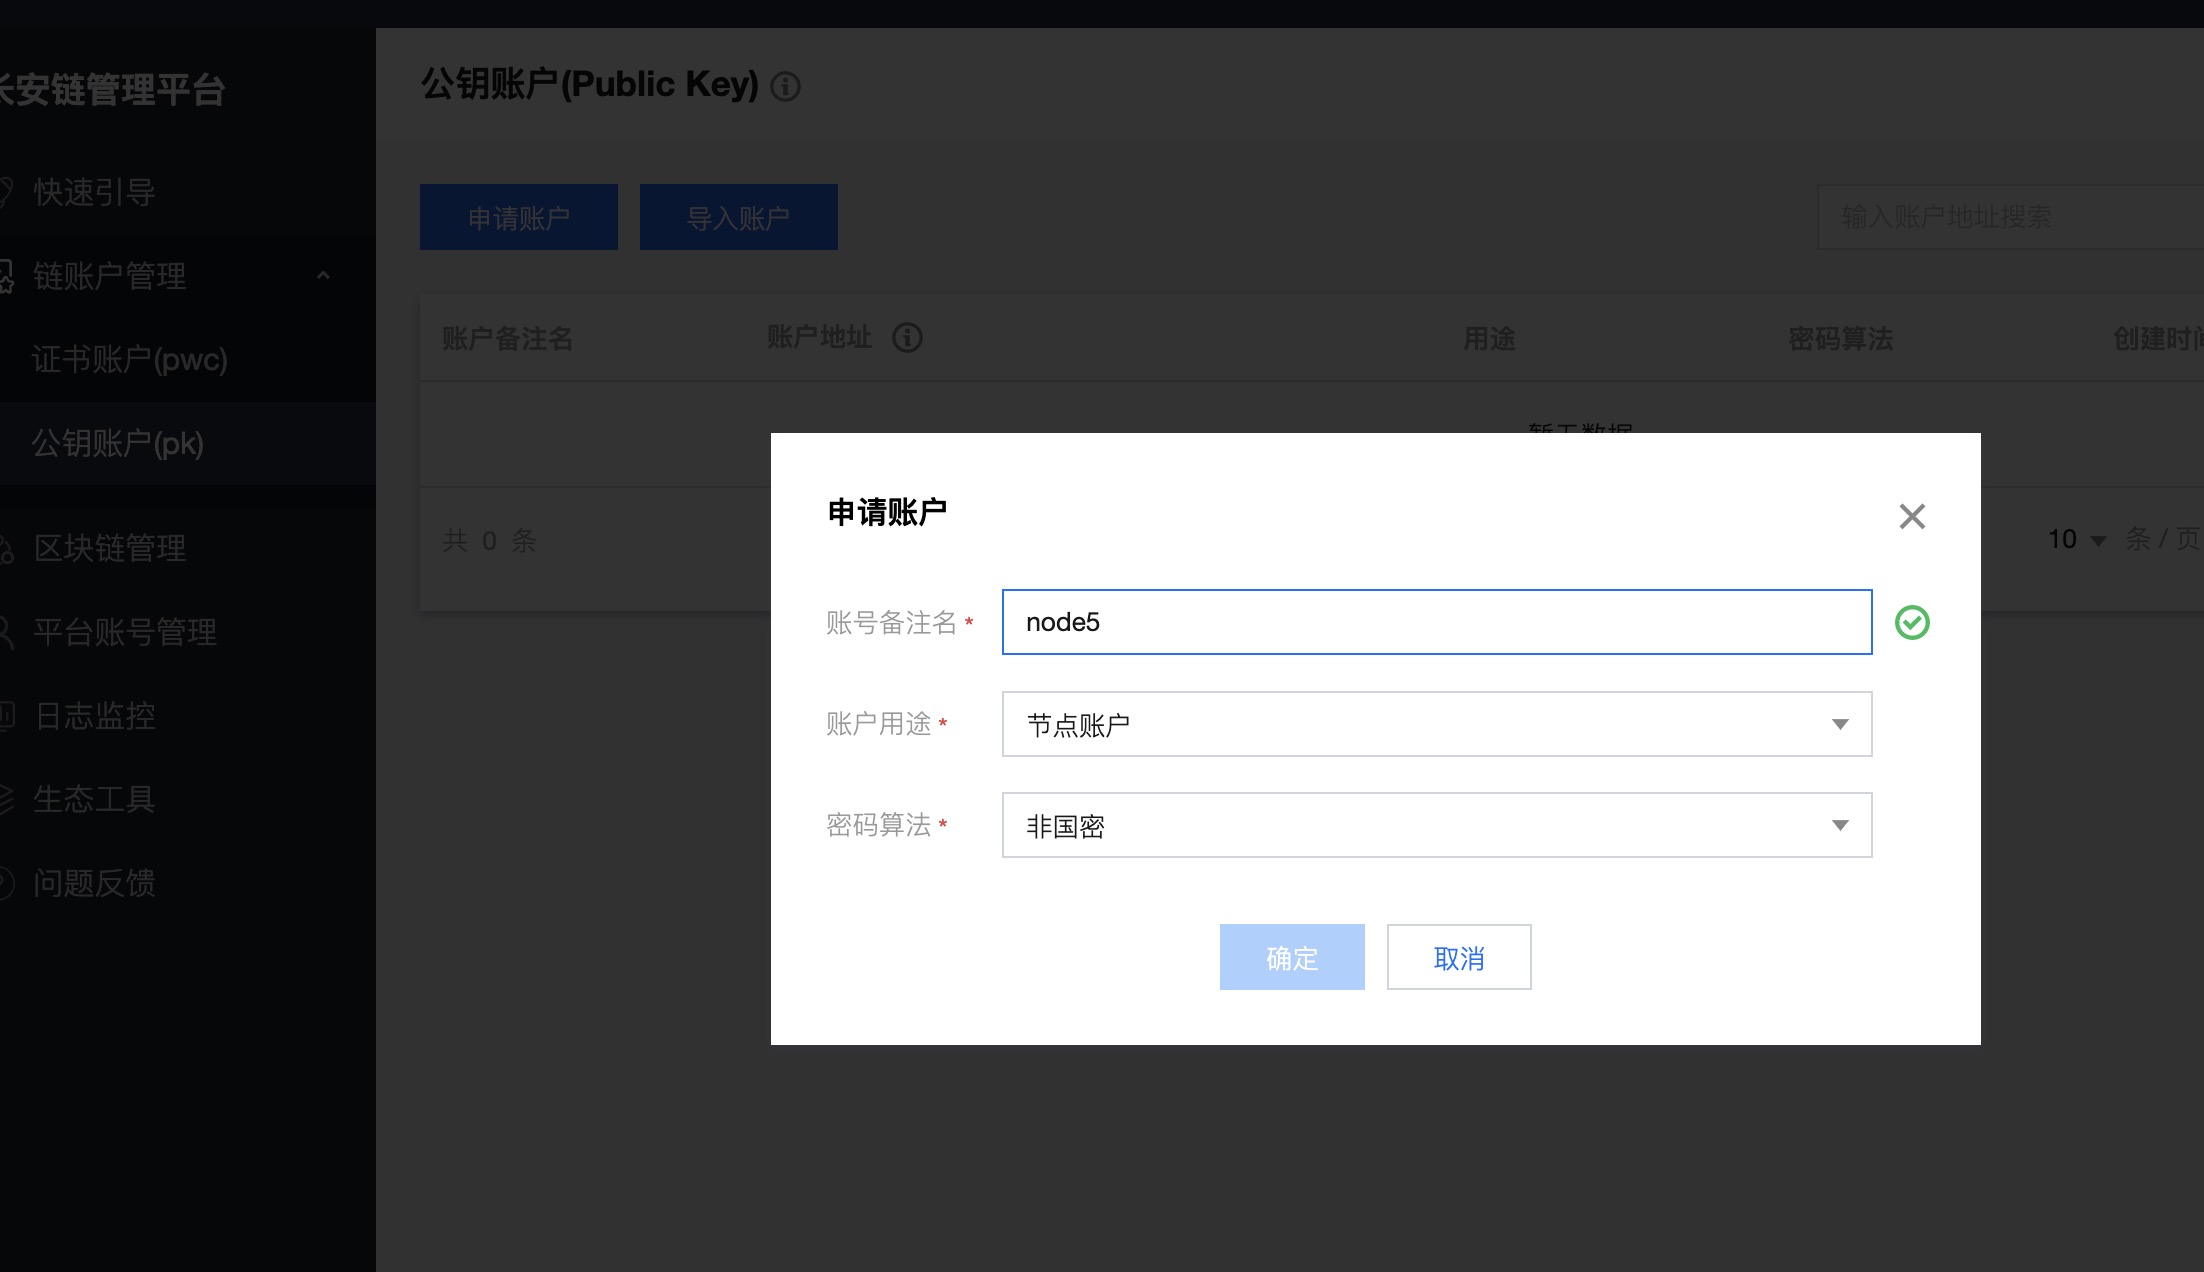 长安链管理平台
快速引导
链账户管理
证书账户(pwc)
公钥账户(pk)
区块链管理
平台账号管理
日志监控
生态工具
问题反馈
公钥账户(Public Key)
申请账户
导入账户
输入账户地址搜索
账户备注名
账户地址
用途
密码算法
创建时间
暂无数据
共 0 条
10 条 / 页
申请账户
账号备注名 *
node5
账户用途 *
节点账户
密码算法 *
非国密
确定
取消